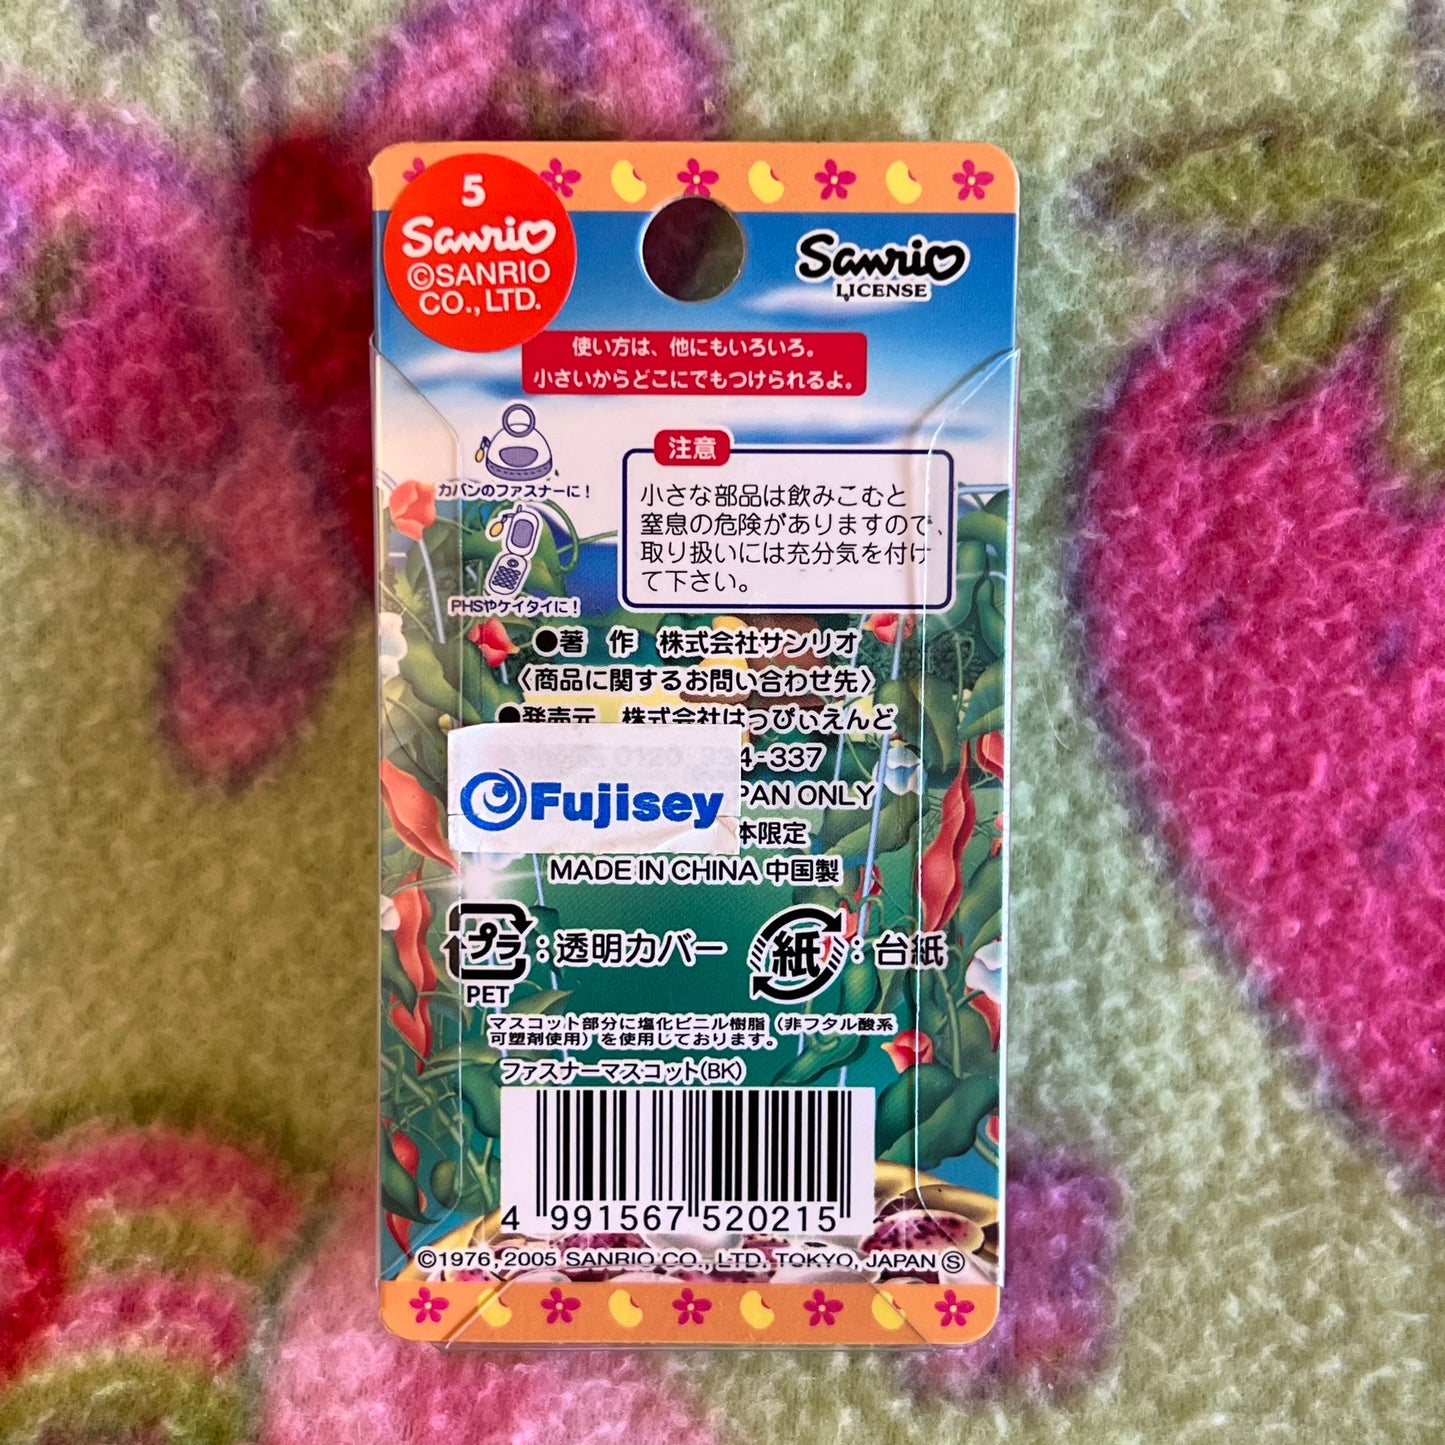 5
Sanrio
©SANRIO
CO.,LTD.
Sanrio
LICENSE
使い方は、他にもいろいろ。
小さいからどこにでもつけられるよ。
カバンのファスナーに!
PHSやケイタイに!
注意
小さな部品は飲みこむと
窒息の危険がありますので、
取り扱いには充分気を付け
て下さい。
●著 作 株式会社サンリオ
〈商品に関するお問い合わせ先〉
●発売元 株式会社はっぴぃえんど
0120 334-337
PAN ONLY
Fujisey
本限定
MADE IN CHINA 中国製
プラ : 透明カバー
PET
紙 : 台紙
マスコット部分に塩化ビニル樹脂(非フタル酸系
可塑剤使用)を使用しております。
ファスナーマスコット(BK)
4 991567 520215
©1976, 2005 SANRIO CO., LTD. TOKYO, JAPAN Ⓢ